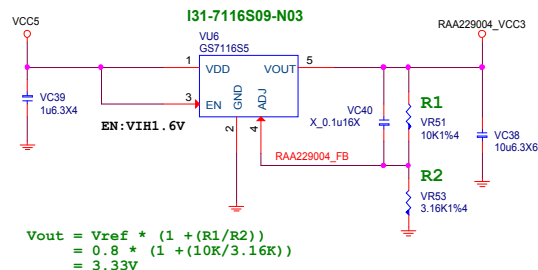 I31-7116S09-N03
VCC5
RAA229004_VCC3
VU6
GS7116S5
1
VDD
VOUT
5
3
EN
GND
ADJ
2
4
EN:VIH1.6V
VC39
1u6.3X4
VC40
X_0.1u16X
R1
VR51
10K1%4
VC38
10u6.3X6
RAA229004_FB
R2
VR53
3.16K1%4
Vout = Vref * (1 +(R1/R2))
= 0.8 * (1 +(10K/3.16K))
= 3.33V